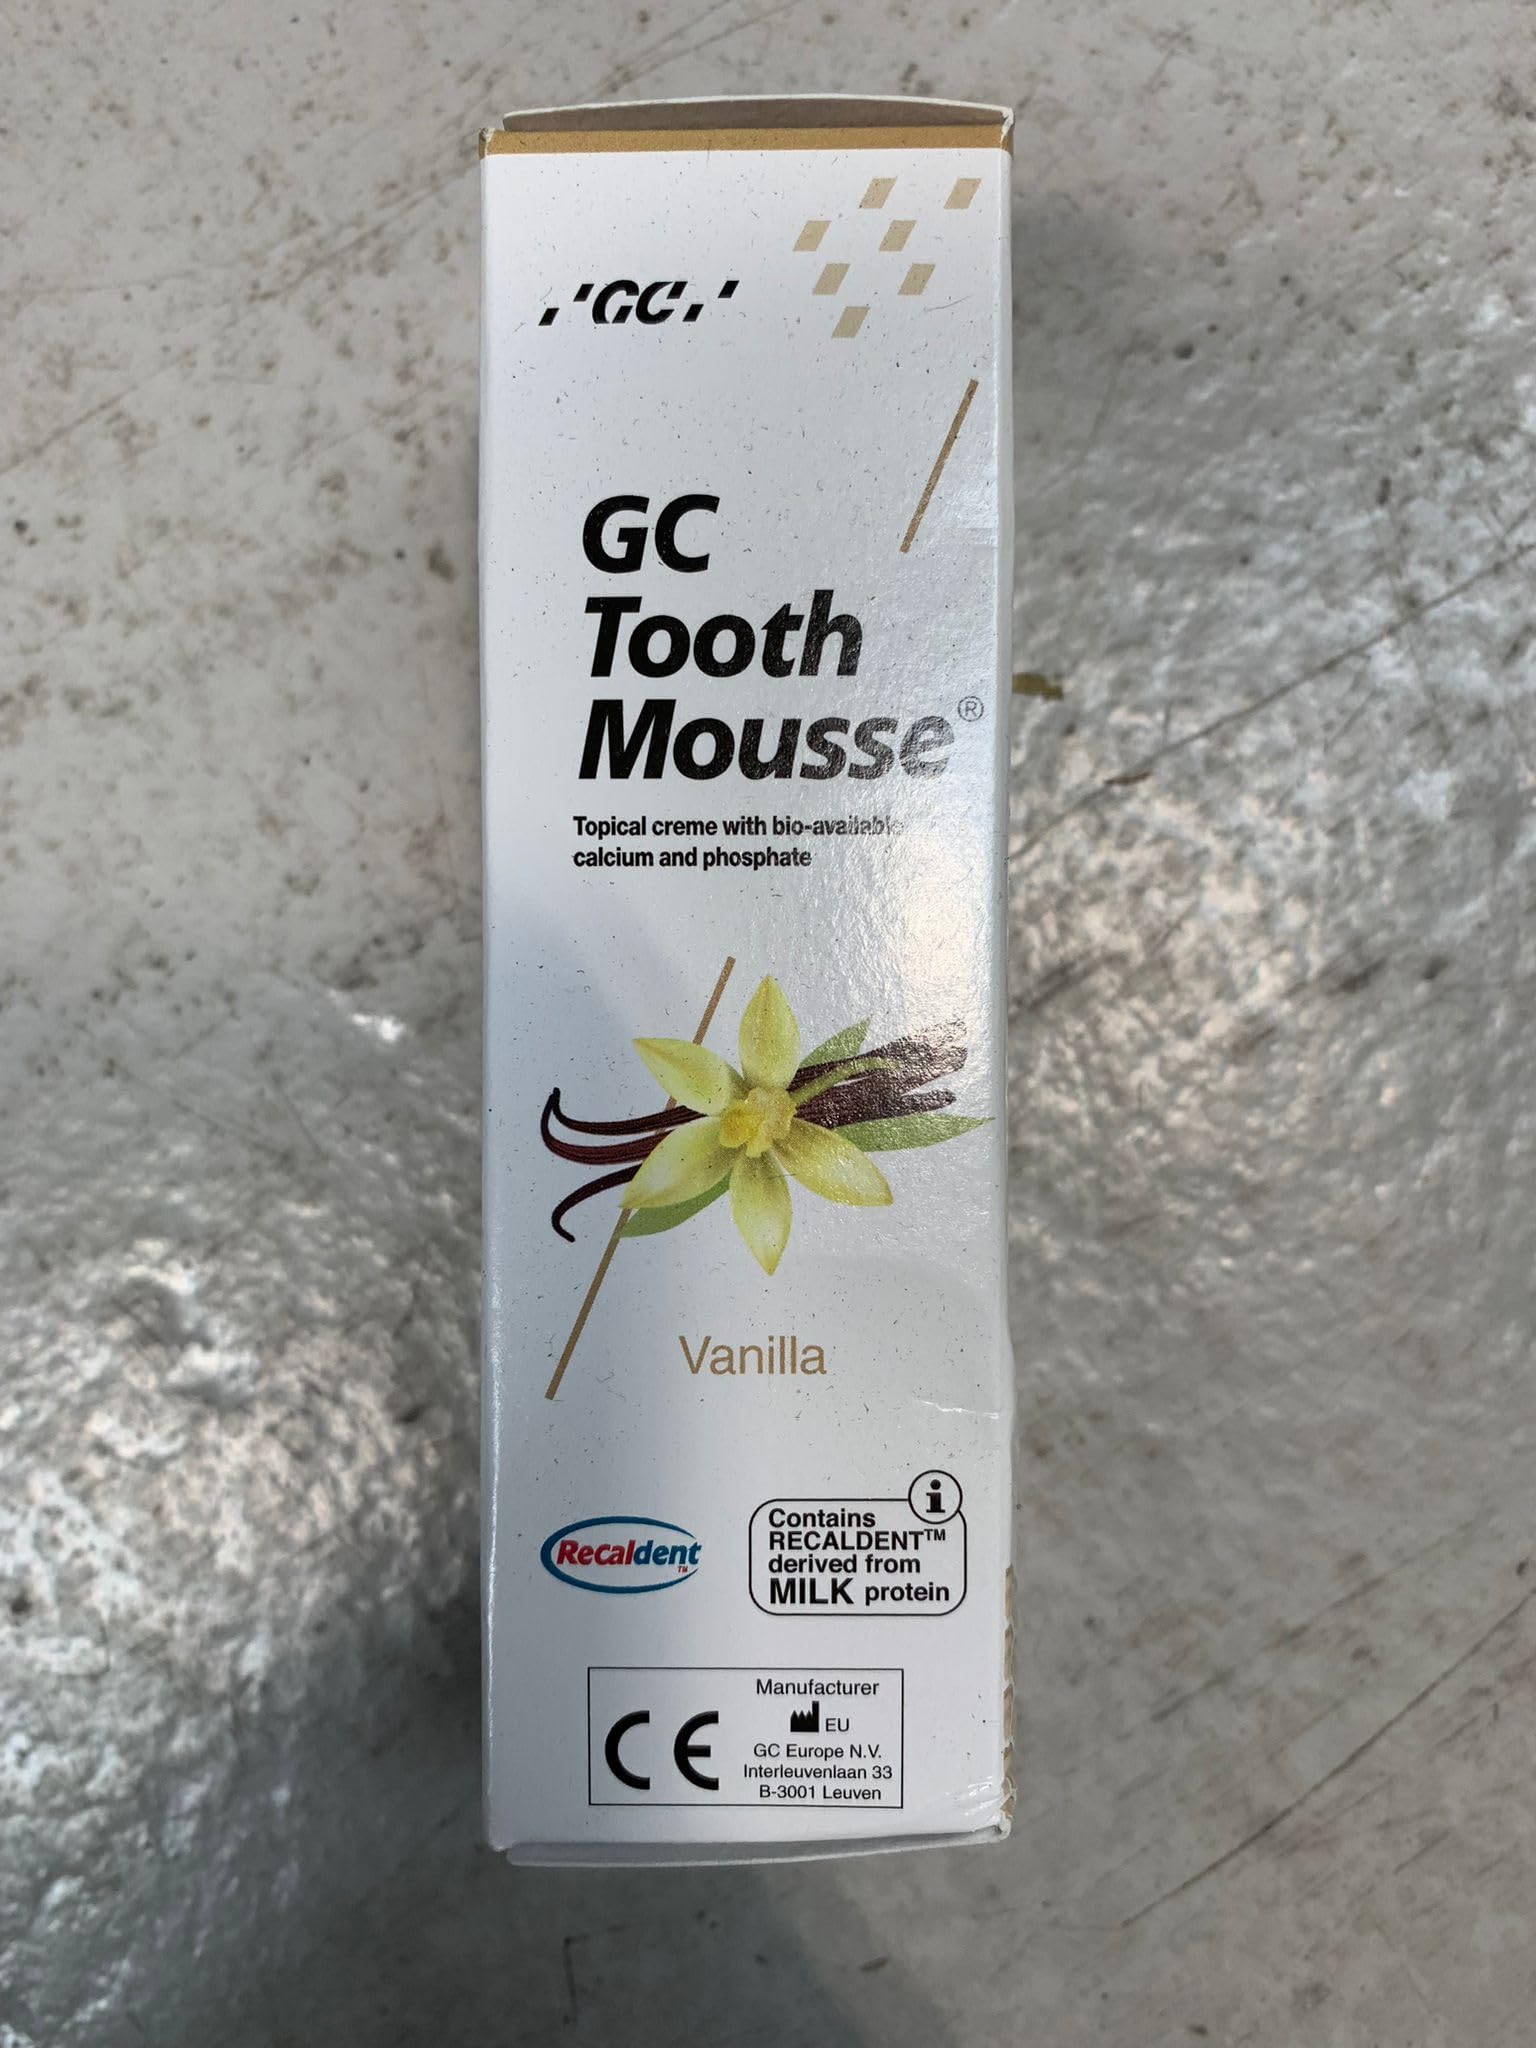 GC
GC
Tooth
Mousse®
Topical creme with bio-available
calcium and phosphate
Vanilla
Recaldent™
i
Contains
RECALDENT™
derived from
MILK protein
CE
Manufacturer
EU
GC Europe N.V.
Interleuvenlaan 33
B-3001 Leuven